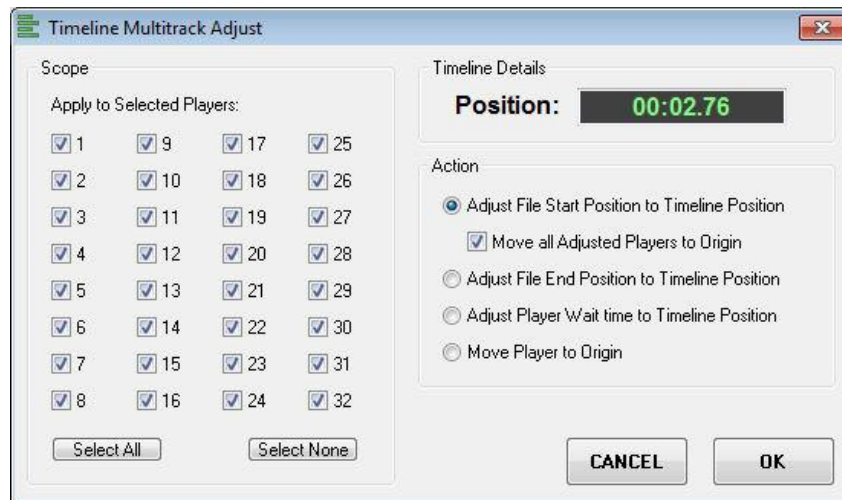 Timeline Multitrack Adjust
Scope
Apply to Selected Players:
1 9 17 25
2 10 18 26
3 11 19 27
4 12 20 28
5 13 21 29
6 14 22 30
7 15 23 31
8 16 24 32
Select All Select None
Timeline Details
Position: 00:02.76
Action
Adjust File Start Position to Timeline Position
Move all Adjusted Players to Origin
Adjust File End Position to Timeline Position
Adjust Player Wait time to Timeline Position
Move Player to Origin
CANCEL OK